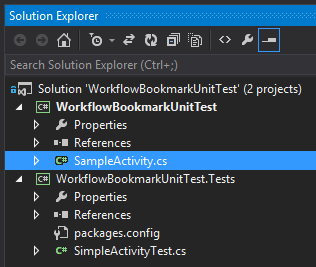 Solution Explorer
Search Solution Explorer (Ctrl+;)
Solution 'WorkflowBookmarkUnitTest' (2 projects)
C# WorkflowBookmarkUnitTest
Properties
References
C# SampleActivity.cs
C# WorkflowBookmarkUnitTest.Tests
Properties
References
packages.config
C# SimpleActivityTest.cs